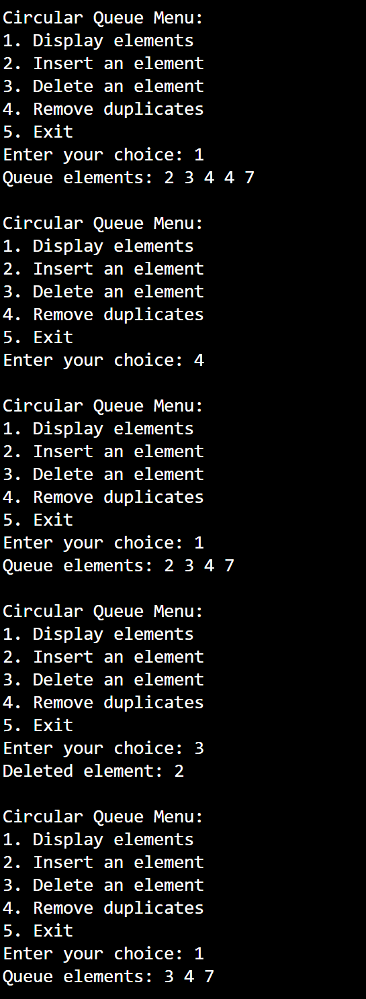 Circular Queue Menu:
1. Display elements
2. Insert an element
3. Delete an element
4. Remove duplicates
5. Exit
Enter your choice: 1
Queue elements: 2 3 4 4 7

Circular Queue Menu:
1. Display elements
2. Insert an element
3. Delete an element
4. Remove duplicates
5. Exit
Enter your choice: 4

Circular Queue Menu:
1. Display elements
2. Insert an element
3. Delete an element
4. Remove duplicates
5. Exit
Enter your choice: 1
Queue elements: 2 3 4 7

Circular Queue Menu:
1. Display elements
2. Insert an element
3. Delete an element
4. Remove duplicates
5. Exit
Enter your choice: 3
Deleted element: 2

Circular Queue Menu:
1. Display elements
2. Insert an element
3. Delete an element
4. Remove duplicates
5. Exit
Enter your choice: 1
Queue elements: 3 4 7